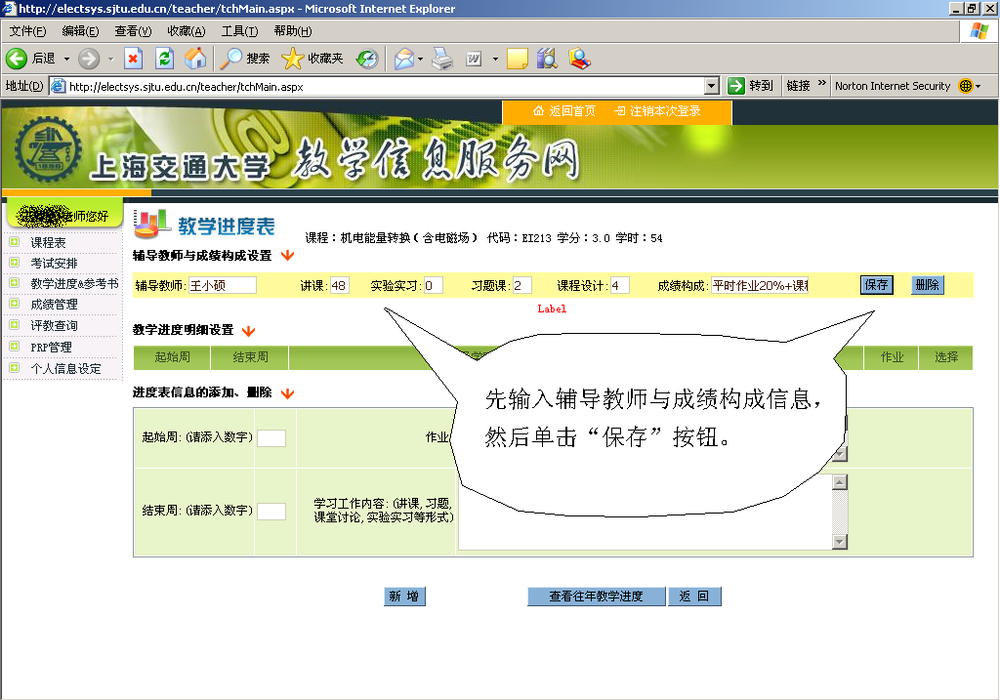 http://electsys.sjtu.edu.cn/teacher/tchMain.aspx - Microsoft Internet Explorer
文件(F) 编辑(E) 查看(V) 收藏(A) 工具(T) 帮助(H)
后退 搜索 收藏夹
地址(D) http://electsys.sjtu.edu.cn/teacher/tchMain.aspx 转到 链接 » Norton Internet Security
返回首页 注销本次登录
上海交通大学 教学信息服务网
师您好
课程表
考试安排
教学进度&参考书
成绩管理
评教查询
PRP管理
个人信息设定
教学进度表 课程：机电能量转换（含电磁场） 代码：EI213 学分：3.0 学时：54
辅导教师与成绩构成设置
辅导教师: 王小硕 讲课: 48 实验实习: 0 习题课: 2 课程设计: 4 成绩构成: 平时作业20%+课程 保存 删除
Label
教学进度明细设置
起始周 结束周 作业 选择
进度表信息的添加、删除
先输入辅导教师与成绩构成信息，
然后单击“保存”按钮。
起始周: (请添入数字) 作业
结束周: (请添入数字) 学习工作内容: (讲课, 习题,
课堂讨论, 实验实习等形式)
新 增 查看往年教学进度 返 回